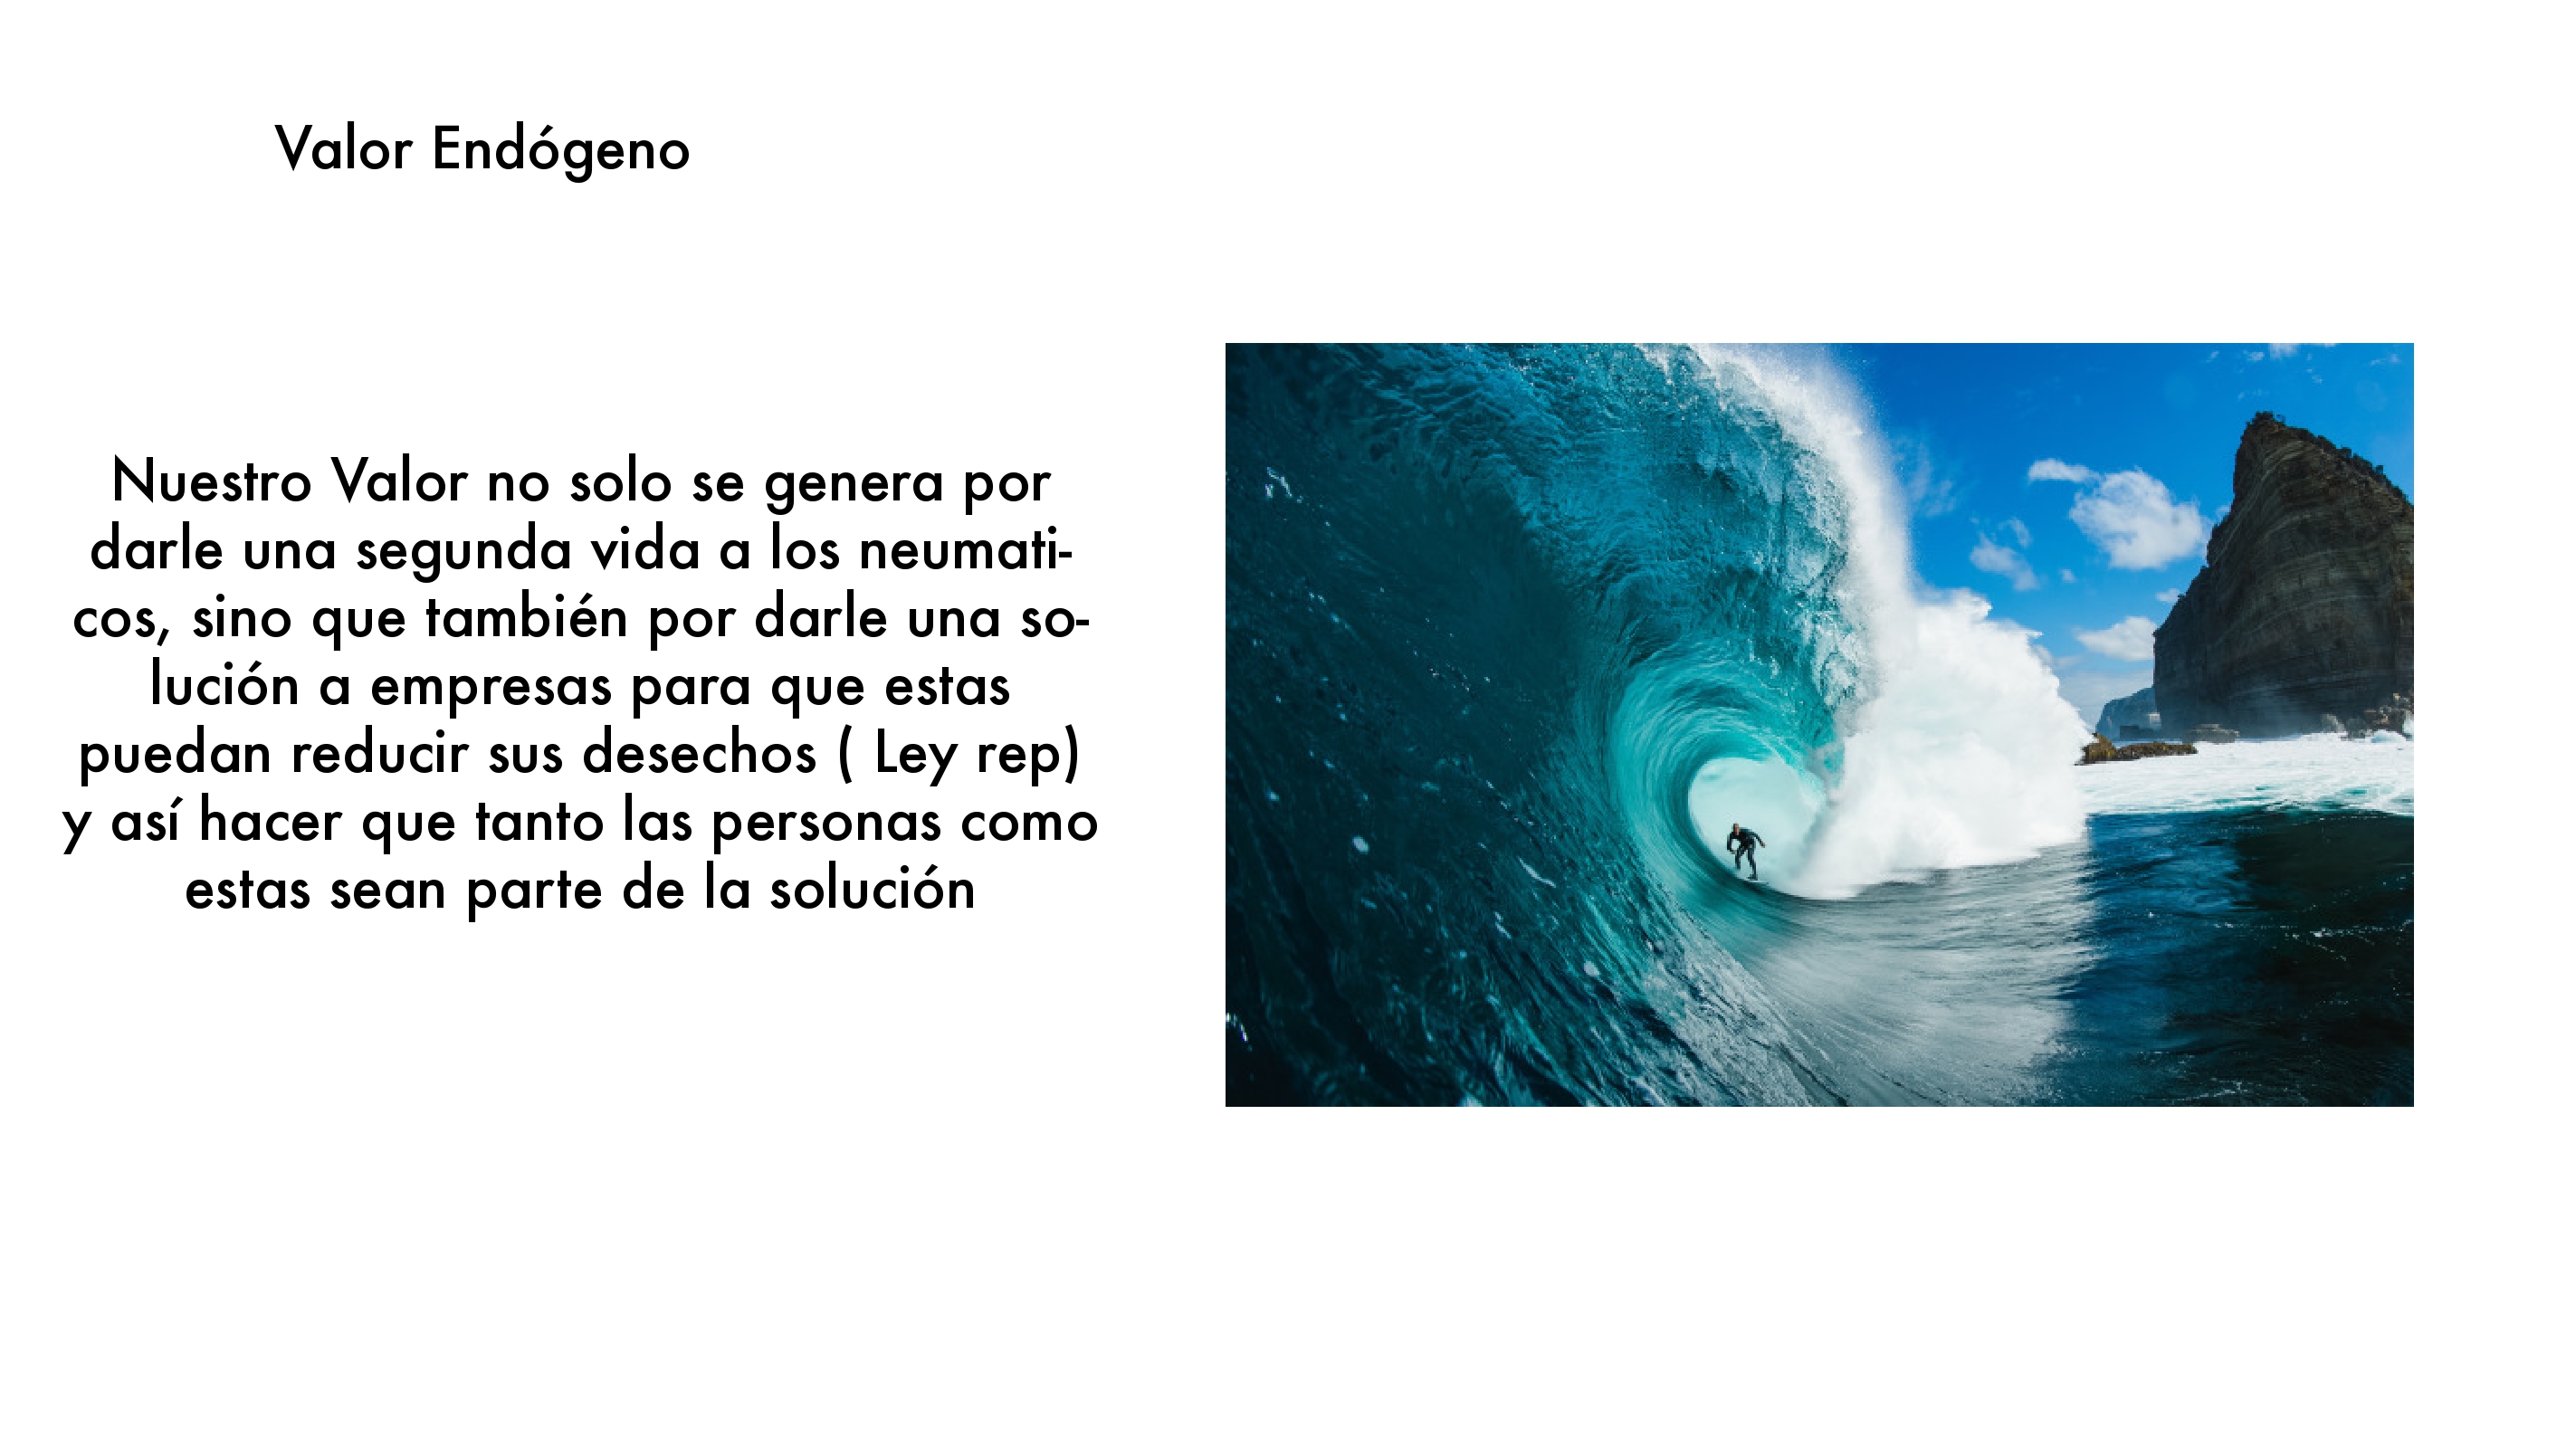 Valor Endógeno
Nuestro Valor no solo se genera por
darle una segunda vida a los neumati-
cos, sino que también por darle una so-
lución a empresas para que estas
puedan reducir sus desechos ( Ley rep)
y así hacer que tanto las personas como
estas sean parte de la solución